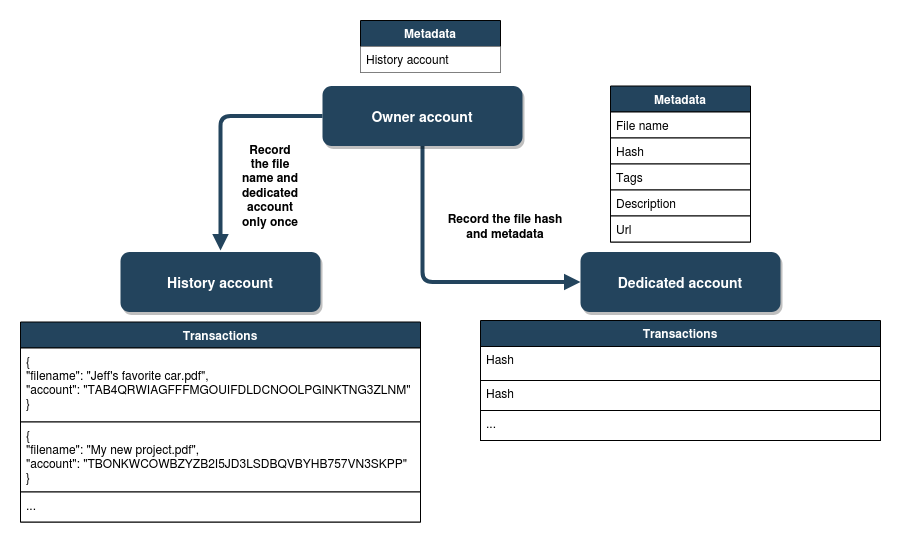 Metadata
History account
Owner account
Metadata
File name
Hash
Tags
Description
Url
Record
the file
name and
dedicated
account
only once
Record the file hash
and metadata
History account
Dedicated account
Transactions
{
"filename": "Jeff's favorite car.pdf",
"account": "TAB4QRWIAGFFFMGOUIFDLDCNOOLPGINKTNG3ZLNM"
}
{
"filename": "My new project.pdf",
"account": "TBONKWCOWBZYZB2I5JD3LSDBQVBYHB757VN3SKPP"
}
...
Transactions
Hash
Hash
...